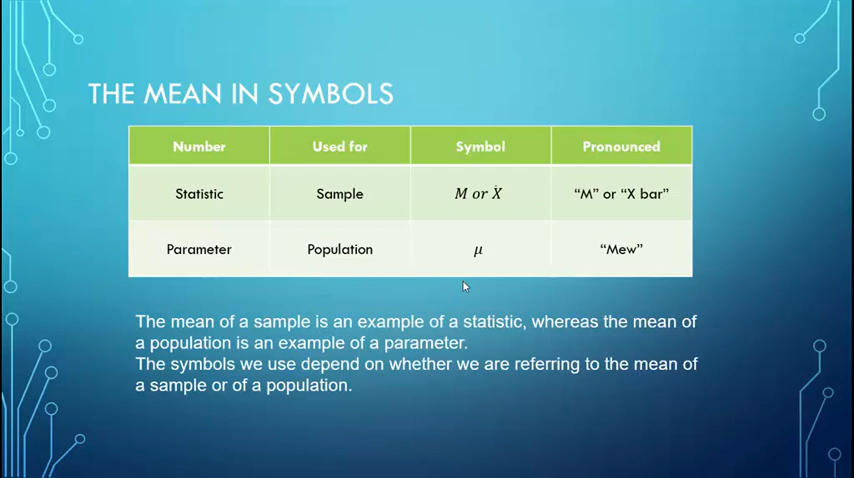 THE MEAN IN SYMBOLS
Number Used for Symbol Pronounced
Statistic Sample M or Ẋ “M” or “X bar”
Parameter Population μ “Mew”
The mean of a sample is an example of a statistic, whereas the mean of
a population is an example of a parameter.
The symbols we use depend on whether we are referring to the mean of
a sample or of a population.